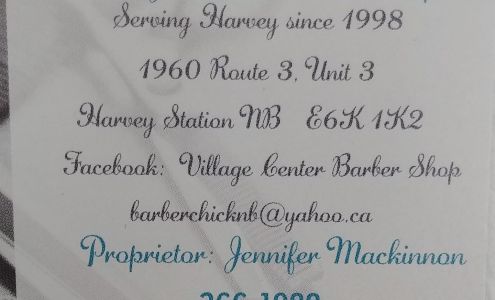 Serving Harvey since 1998
1960 Route 3, Unit 3
Harvey Station NB E6K 1K2
Facebook: Village Center Barber Shop
barberchicknb@yahoo.ca
Proprietor: Jennifer Mackinnon